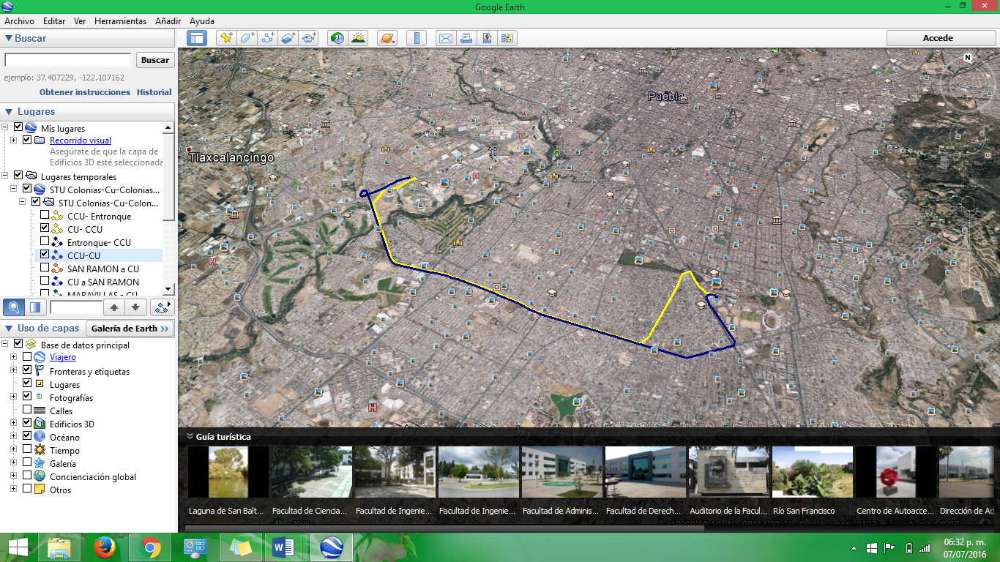 Google Earth
Archivo Editar Ver Herramientas Añadir Ayuda
Buscar
Accede
Buscar
ejemplo: 37.407229, -122.107162
Obtener instrucciones Historial
Lugares
Mis lugares
Recorrido visual
Asegúrate de que la capa de
Edificios 3D esté seleccionada
Lugares temporales
STU Colonias-Cu-Colonias...
STU Colonias-Cu-Colon...
CCU- Entronque
CU- CCU
Entronque- CCU
CCU-CU
SAN RAMON a CU
CU a SAN RAMON
MARAVILLAS - CU
Uso de capas Galería de Earth >>
Base de datos principal
Viajero
Fronteras y etiquetas
Lugares
Fotografías
Calles
Edificios 3D
Océano
Tiempo
Galería
Concienciación global
Otros
N
Puebla
Tlaxcalancingo
Guía turística
Laguna de San Balt... Facultad de Ciencia... Facultad de Ingenie... Facultad de Ingenie... Facultad de Adminis... Facultad de Derech... Auditorio de la Facul... Río San Francisco Centro de Autoacce... Dirección de Ad
06:32 p. m.
07/07/2016